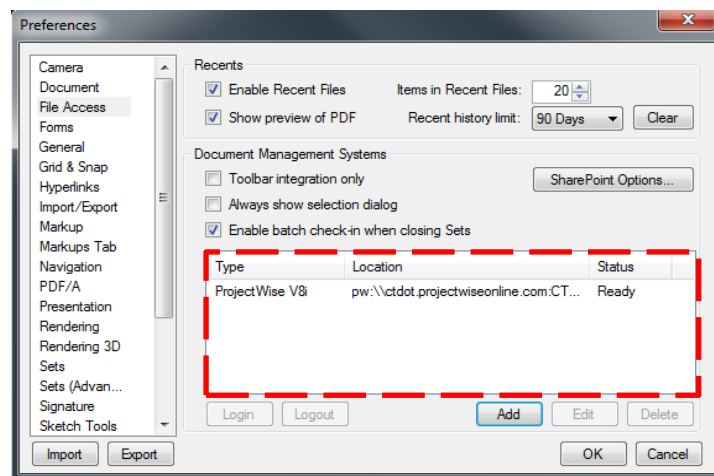 Preferences
Camera
Document
File Access
Forms
General
Grid & Snap
Hyperlinks
Import/Export
Markup
Markups Tab
Navigation
PDF/A
Presentation
Rendering
Rendering 3D
Sets
Sets (Advan...
Signature
Sketch Tools
Import Export
Recents
Enable Recent Files Items in Recent Files: 20
Show preview of PDF Recent history limit: 90 Days Clear
Document Management Systems
Toolbar integration only SharePoint Options...
Always show selection dialog
Enable batch check-in when closing Sets
Type Location Status
ProjectWise V8i pw:\\ctdot.projectwiseonline.com:CT... Ready
Login Logout Add Edit Delete
OK Cancel